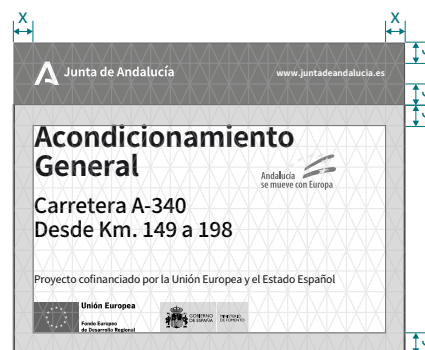 X
X
Junta de Andalucía
www.juntadeandalucia.es
Acondicionamiento
General
Andalucía
se mueve con Europa
Carretera A-340
Desde Km. 149 a 198
Proyecto cofinanciado por la Unión Europea y el Estado Español
Unión Europea
Fondo Europeo
de Desarrollo Regional
GOBIERNO
DE ESPAÑA
MINISTERIO
DE FOMENTO